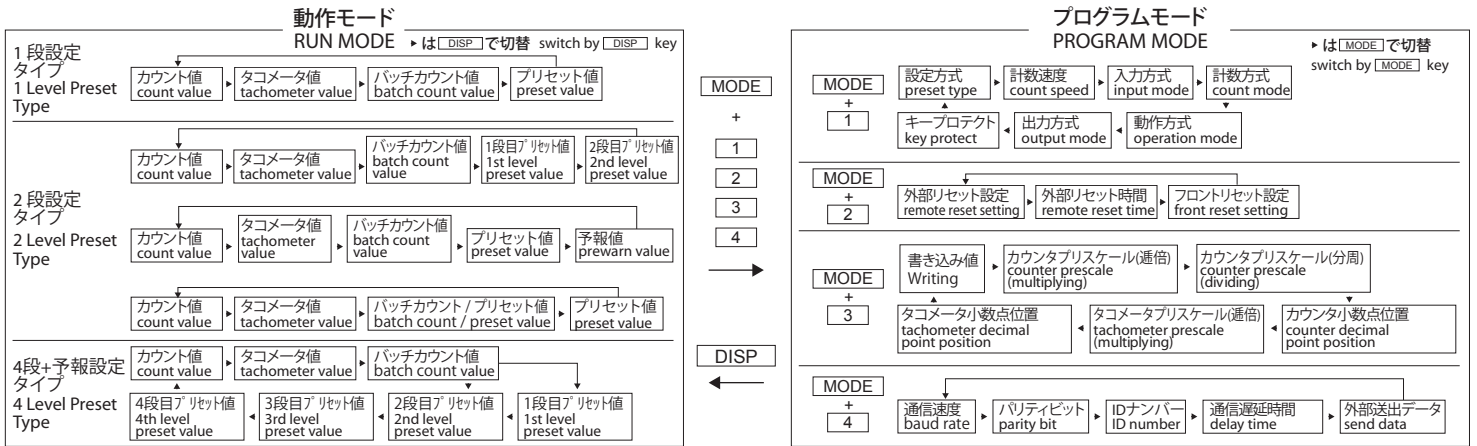 動作モード
RUN MODE
▸ は DISP で切替 switch by DISP key
1 段設定
タイプ
1 Level Preset
Type
カウント値
count value
タコメータ値
tachometer value
バッチカウント値
batch count value
プリセット値
preset value
2 段設定
タイプ
2 Level Preset
Type
カウント値
count value
タコメータ値
tachometer value
バッチカウント値
batch count
value
1段目プリセット値
1st level
preset value
2段目プリセット値
2nd level
preset value
カウント値
count value
タコメータ値
tachometer
value
バッチカウント値
batch count
value
プリセット値
preset value
予報値
prewarn value
カウント値
count value
タコメータ値
tachometer value
バッチカウント / プリセット値
batch count / preset value
プリセット値
preset value
4段+予報設定
タイプ
4 Level Preset
Type
カウント値
count value
タコメータ値
tachometer value
バッチカウント値
batch count value
4段目プリセット値
4th level
preset value
3段目プリセット値
3rd level
preset value
2段目プリセット値
2nd level
preset value
1段目プリセット値
1st level
preset value
MODE
+
1
2
3
4
DISP
プログラムモード
PROGRAM MODE
▸ は MODE で切替
switch by MODE key
MODE
+
1
設定方式
preset type
計数速度
count speed
入力方式
input mode
計数方式
count mode
キープロテクト
key protect
出力方式
output mode
動作方式
operation mode
MODE
+
2
外部リセット設定
remote reset setting
外部リセット時間
remote reset time
フロントリセット設定
front reset setting
MODE
+
3
書き込み値
Writing
カウンタプリスケール(逓倍)
counter prescale
(multiplying)
カウンタプリスケール(分周)
counter prescale
(dividing)
タコメータ小数点位置
tachometer decimal
point position
タコメータプリスケール(逓倍)
tachometer prescale
(multiplying)
カウンタ小数点位置
counter decimal
point position
MODE
+
4
通信速度
baud rate
パリティビット
parity bit
IDナンバー
ID number
通信遅延時間
delay time
外部送出データ
send data